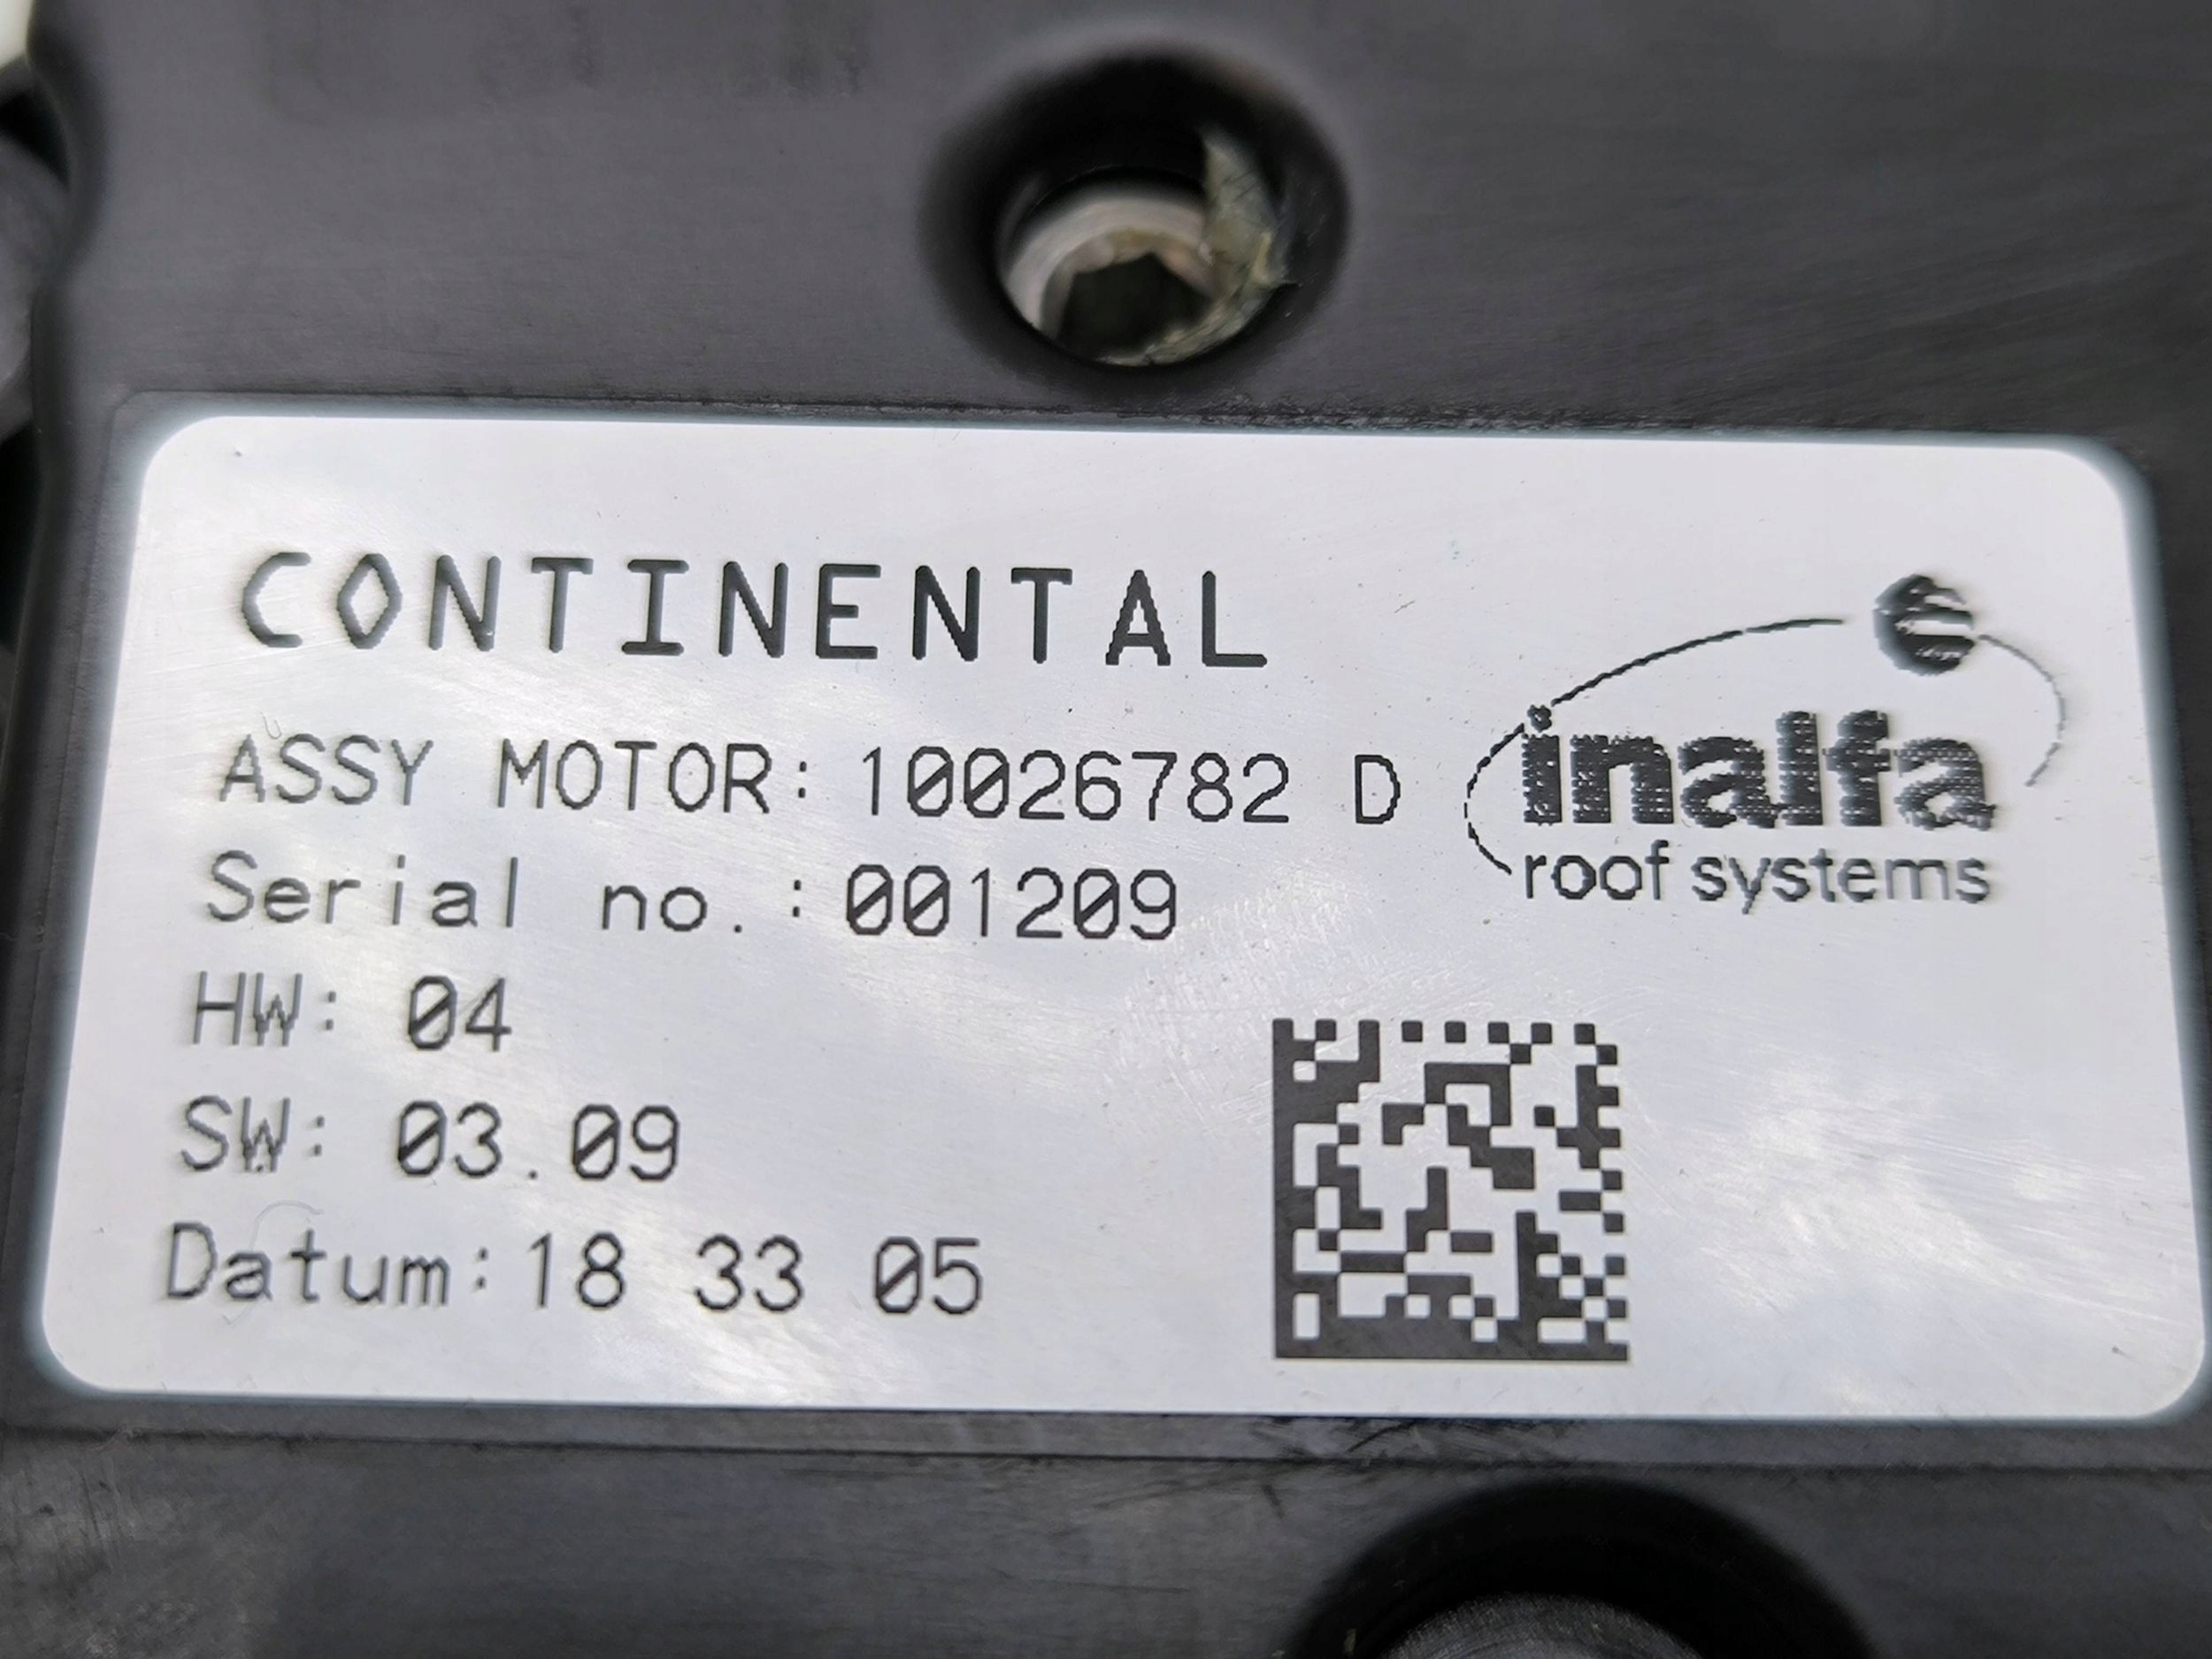 CONTINENTAL
ASSY MOTOR: 10026782 D
inalfa
roof systems
Serial no.:001209
HW: 04
SW: 03.09
Datum:18 33 05